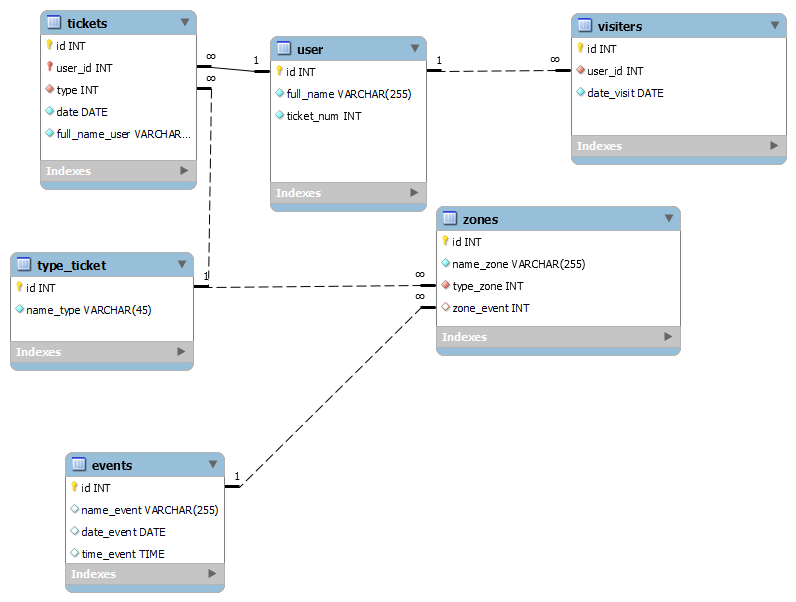 tickets
id INT
user_id INT
type INT
date DATE
full_name_user VARCHAR...
Indexes
∞
∞
1
user
id INT
full_name VARCHAR(255)
ticket_num INT
Indexes
1
∞
visiters
id INT
user_id INT
date_visit DATE
Indexes
type_ticket
id INT
name_type VARCHAR(45)
Indexes
1
∞
∞
zones
id INT
name_zone VARCHAR(255)
type_zone INT
zone_event INT
Indexes
events
id INT
name_event VARCHAR(255)
date_event DATE
time_event TIME
Indexes
1